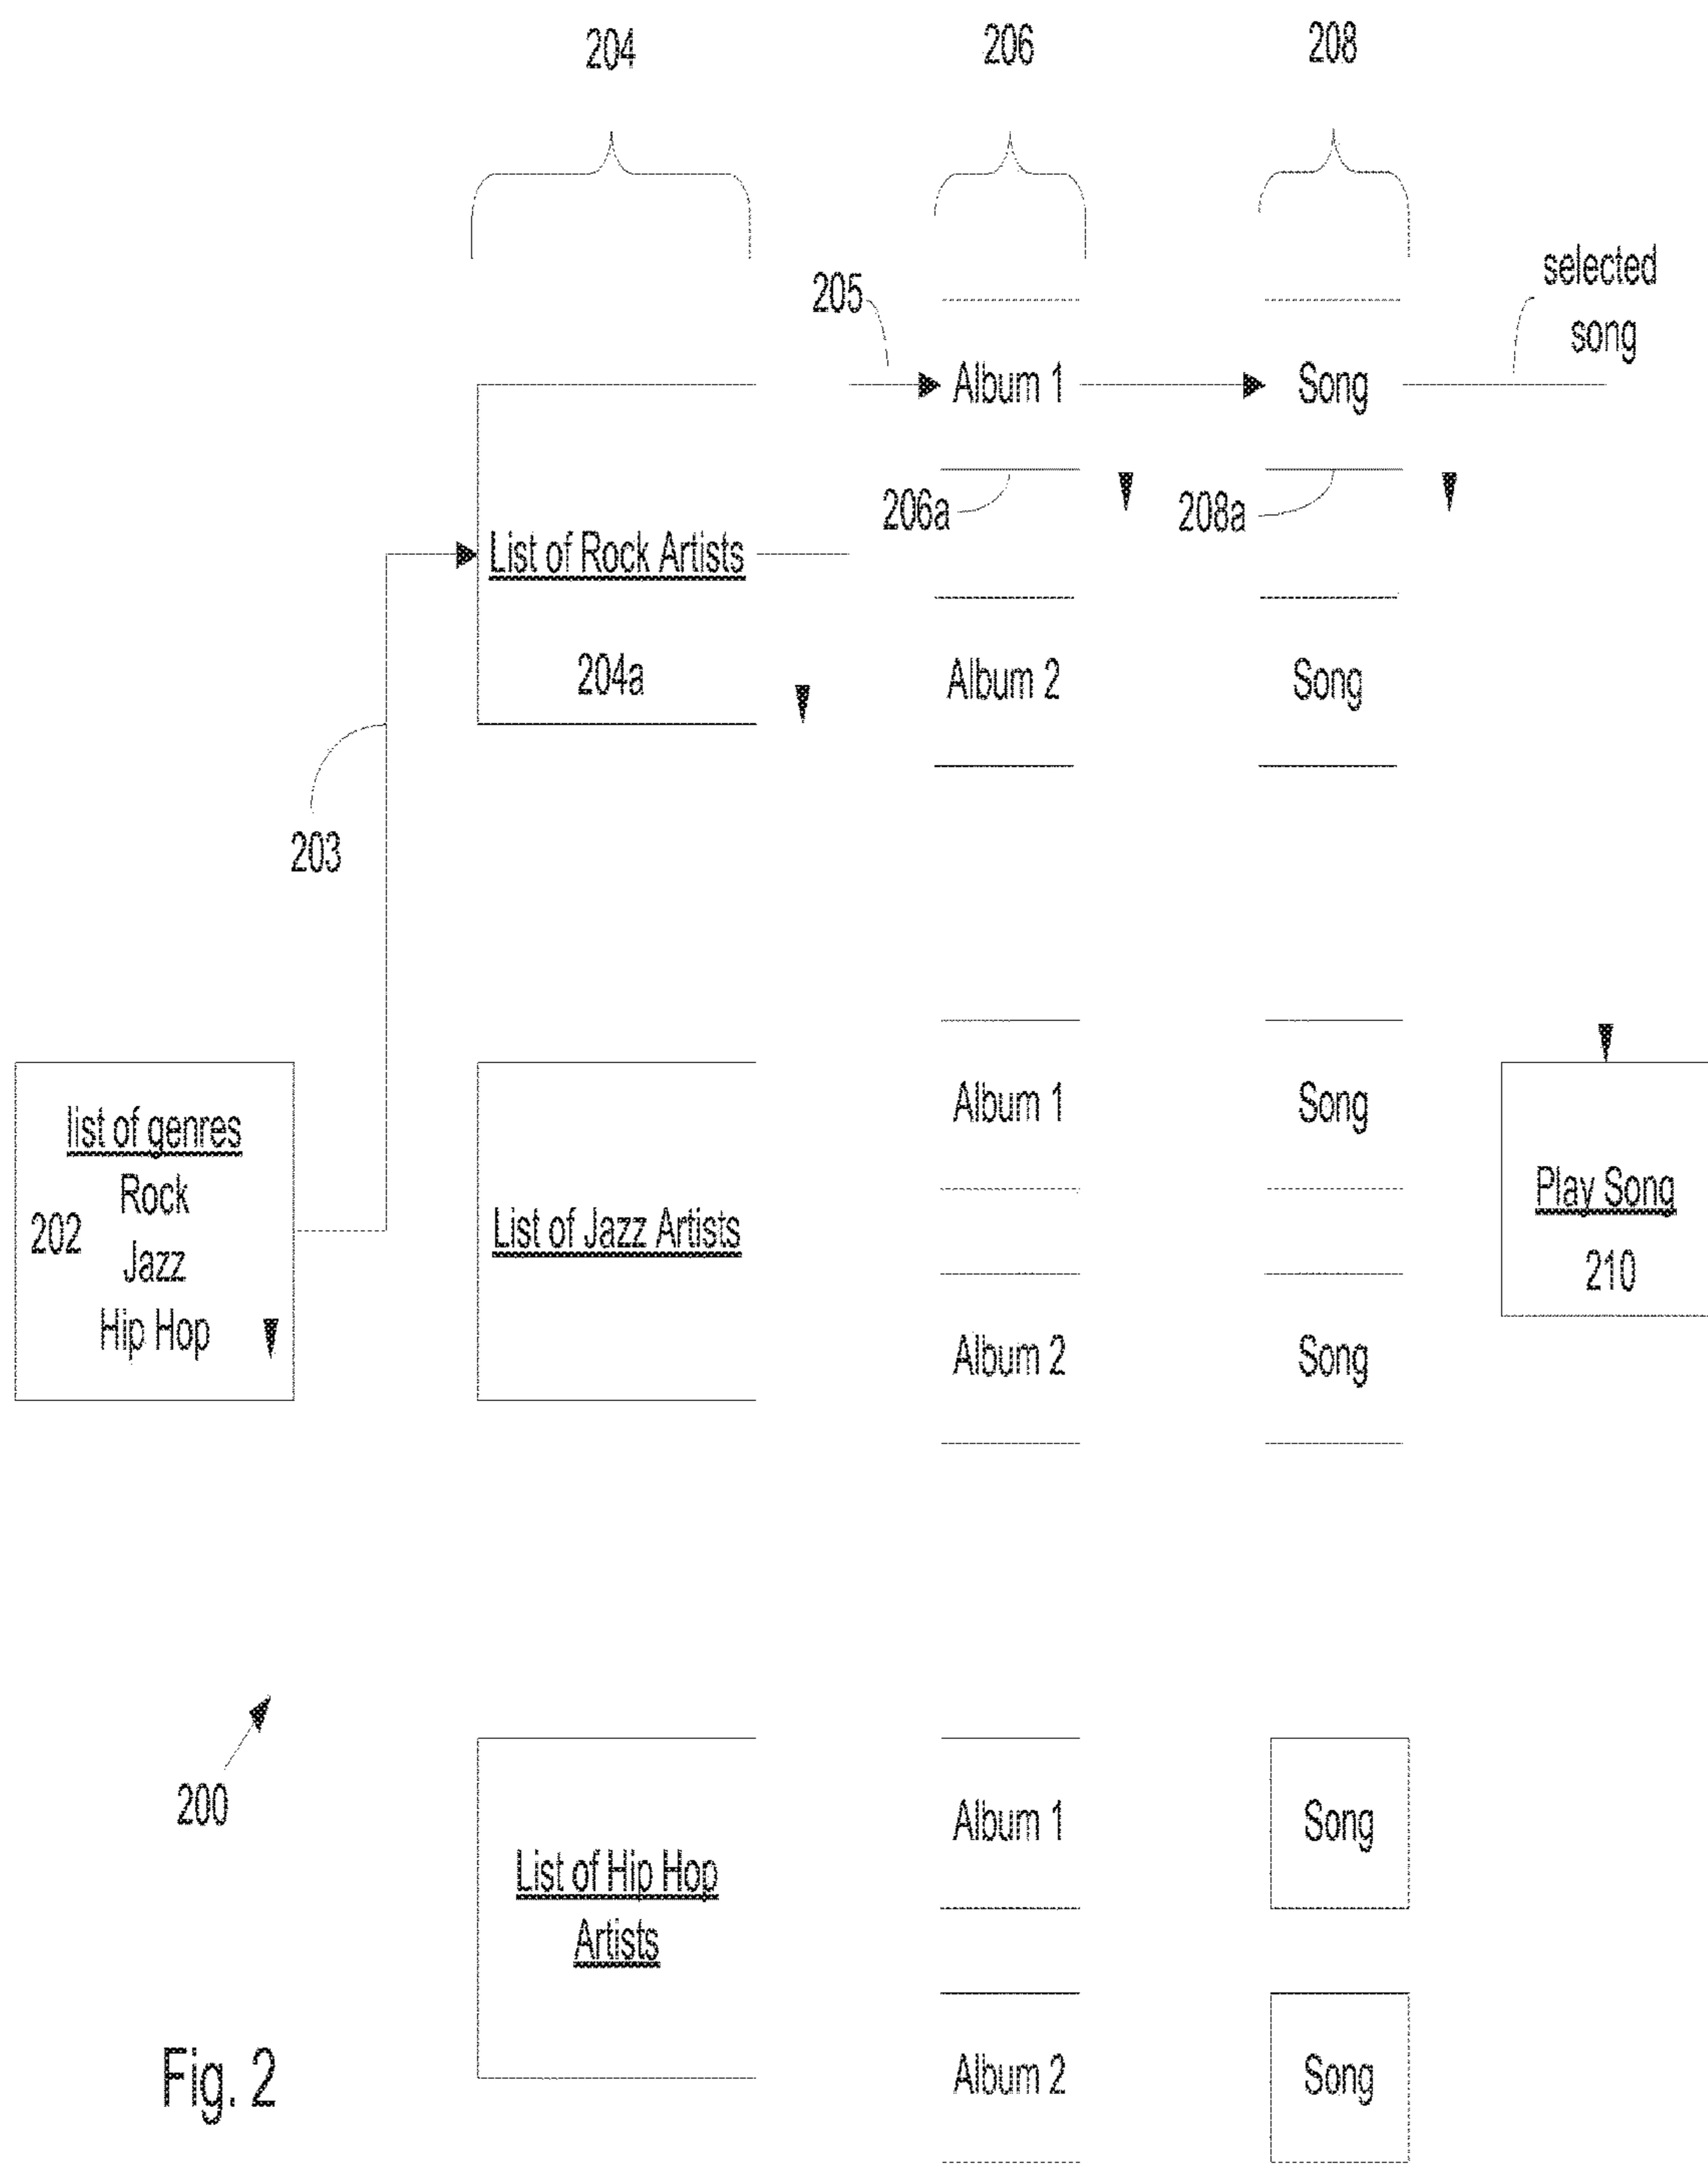 204
206
208
205
selected
song
Album 1
Song
206a
208a
List of Rock Artists
204a
Album 2
Song
203
list of genres
Rock
202
Jazz
Hip Hop
List of Jazz Artists
Album 1
Song
Album 2
Song
Play Song
210
200
List of Hip Hop
Artists
Album 1
Song
Album 2
Song
Fig. 2